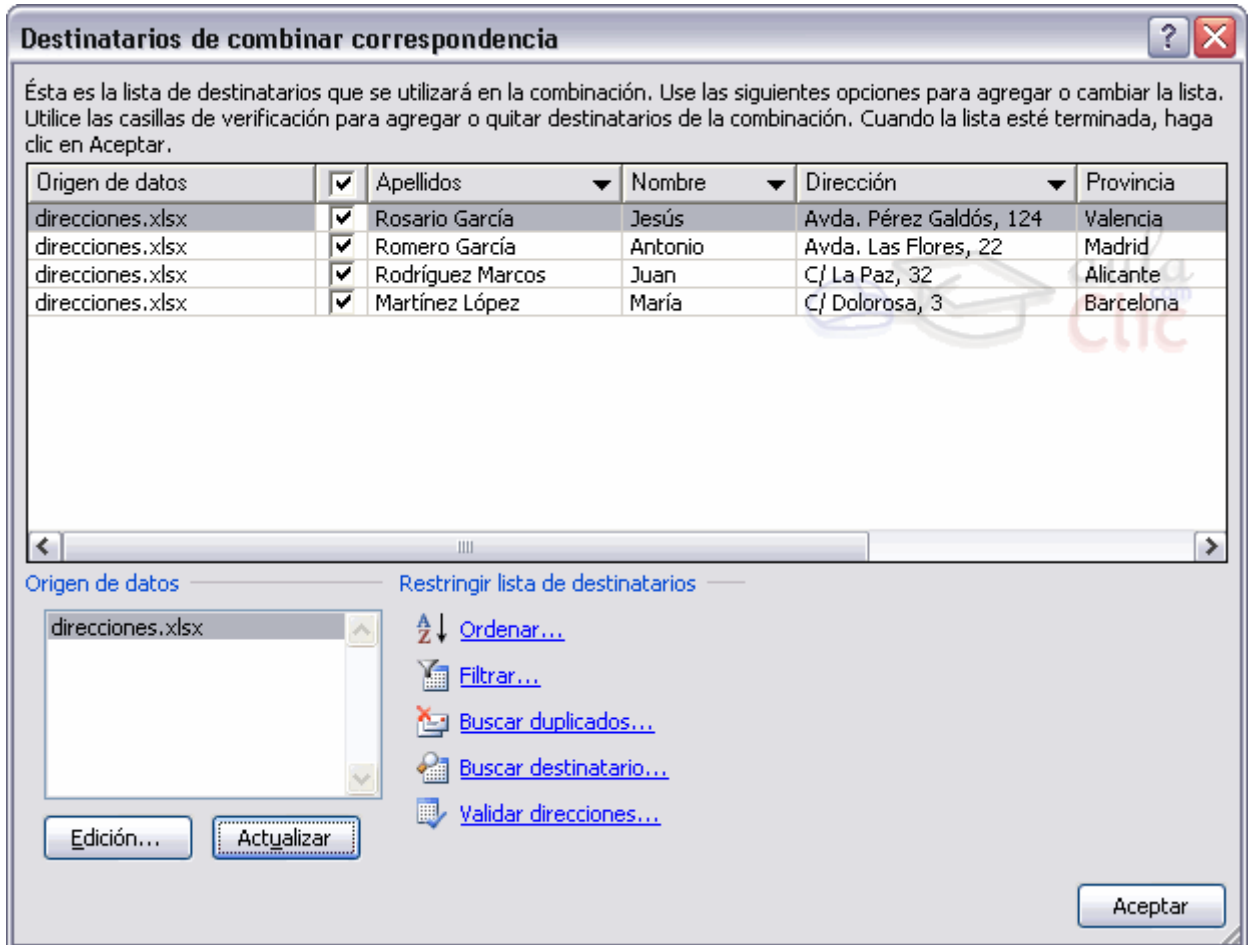 Destinatarios de combinar correspondencia
Ésta es la lista de destinatarios que se utilizará en la combinación. Use las siguientes opciones para agregar o cambiar la lista.
Utilice las casillas de verificación para agregar o quitar destinatarios de la combinación. Cuando la lista esté terminada, haga
clic en Aceptar.
Origen de datos Apellidos Nombre Dirección Provincia
direcciones.xlsx Rosario García Jesús Avda. Pérez Galdós, 124 Valencia
direcciones.xlsx Romero García Antonio Avda. Las Flores, 22 Madrid
direcciones.xlsx Rodríguez Marcos Juan C/ La Paz, 32 Alicante
direcciones.xlsx Martínez López María C/ Dolorosa, 3 Barcelona
aula
.com
Clic
Origen de datos
direcciones.xlsx
Edición...
Actualizar
Restringir lista de destinatarios
Ordenar...
Filtrar...
Buscar duplicados...
Buscar destinatario...
Validar direcciones...
Aceptar